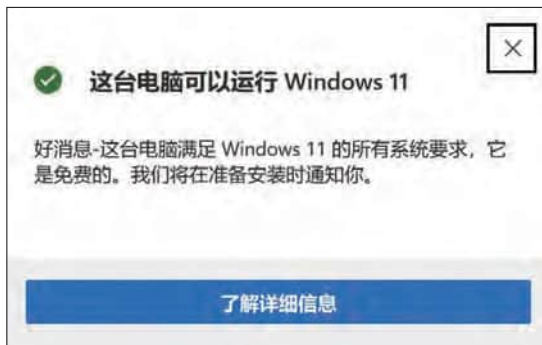 这台电脑可以运行 Windows 11
好消息-这台电脑满足 Windows 11 的所有系统要求，它
是免费的。我们将在准备安装时通知你。
了解详细信息